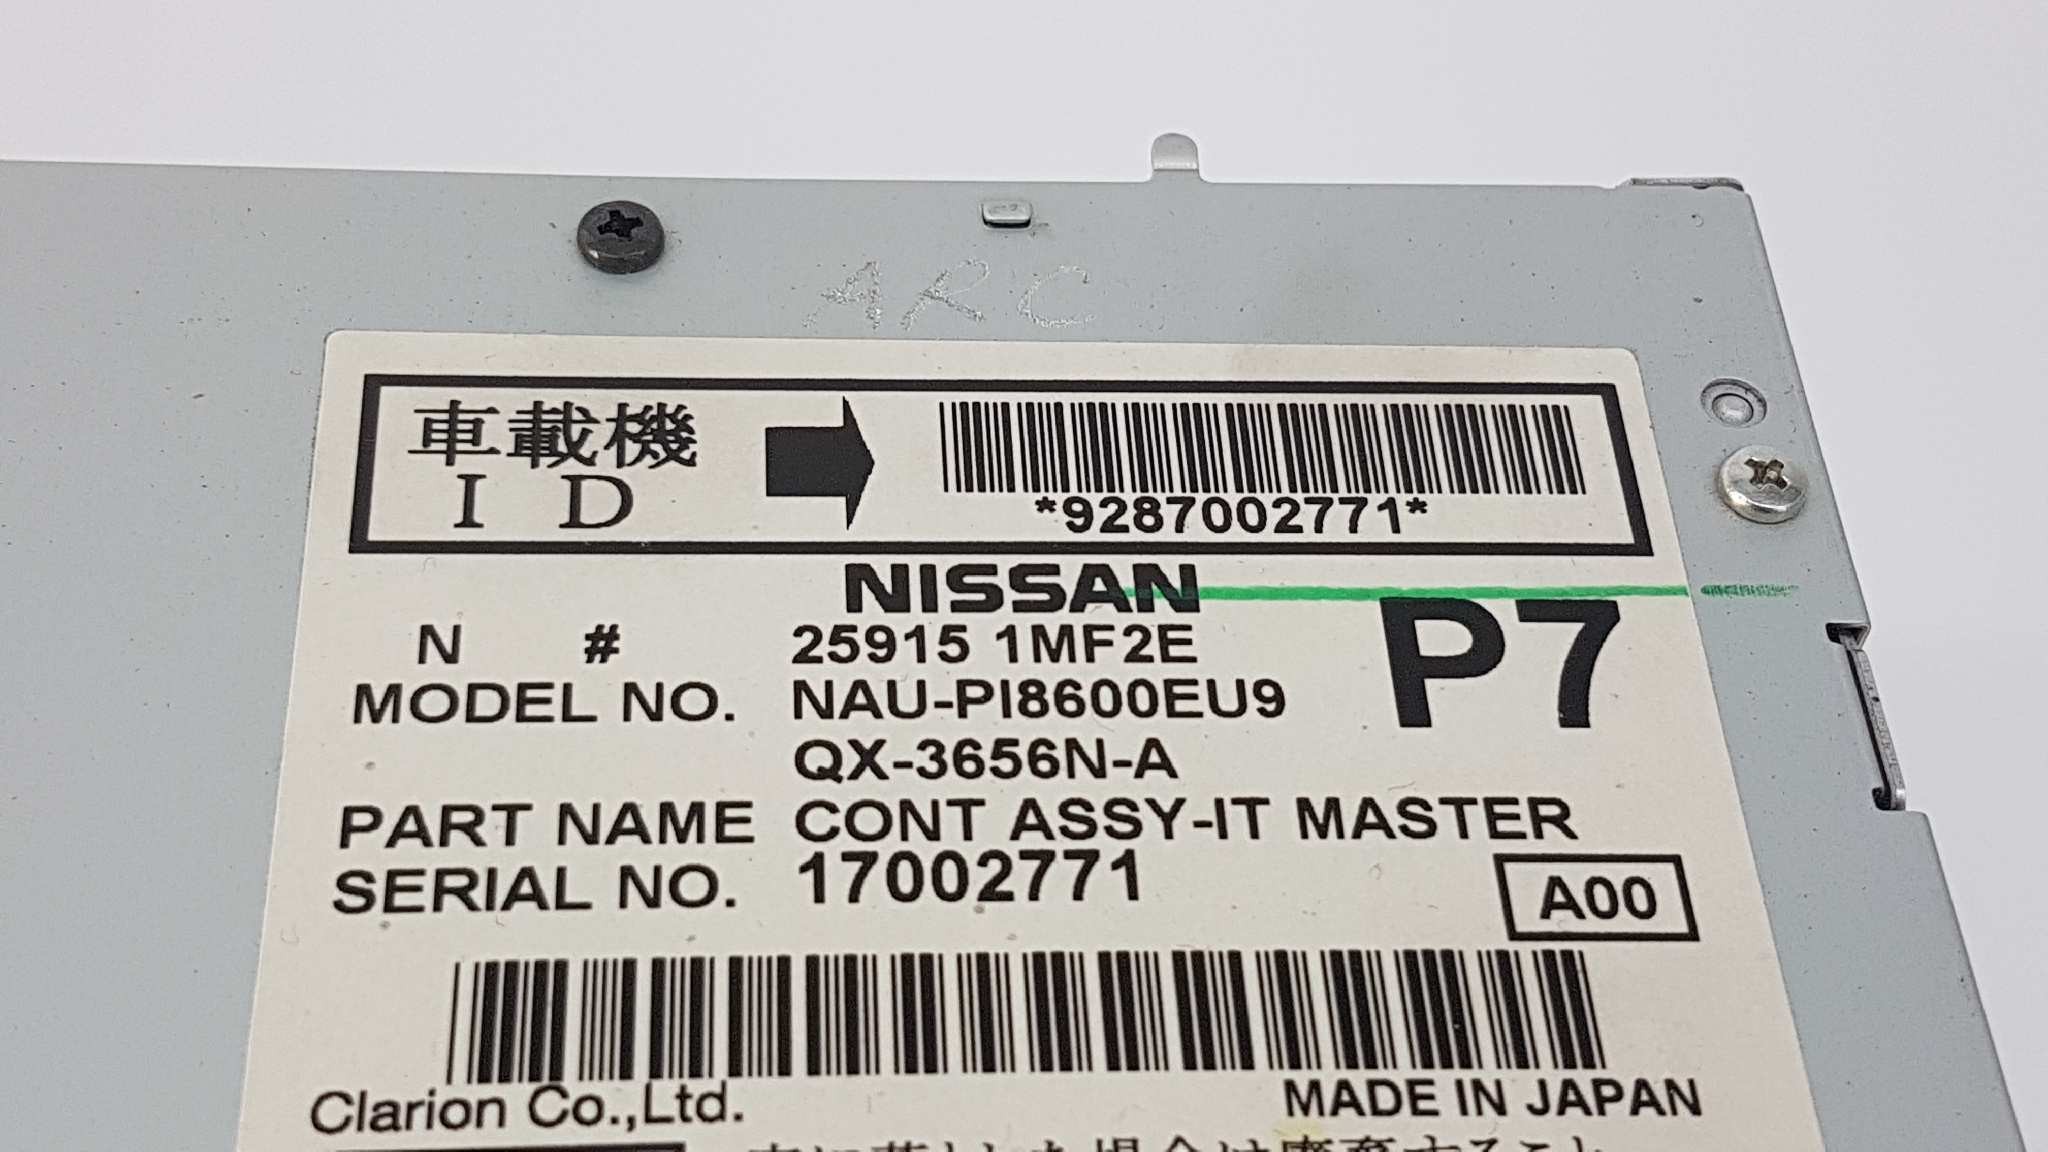 ARC
車載機
ID
*9287002771*
NISSAN
N # 25915 1MF2E
P7
MODEL NO. NAU-PI8600EU9
QX-3656N-A
PART NAME CONT ASSY-IT MASTER
SERIAL NO. 17002771
A00
Clarion Co.,Ltd.
MADE IN JAPAN